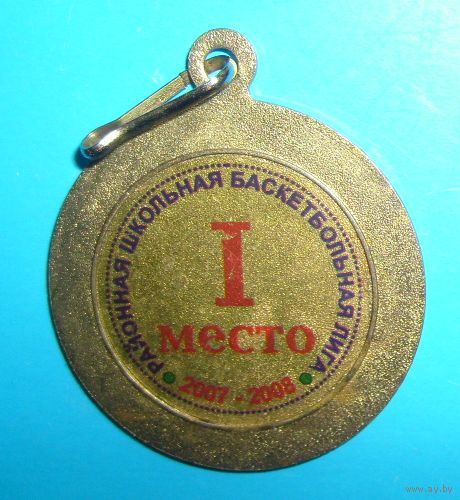 РАЙОННАЯ ШКОЛЬНАЯ БАСКЕТБОЛЬНАЯ ЛИГА
I
место
2007 - 2008
www.ay.by